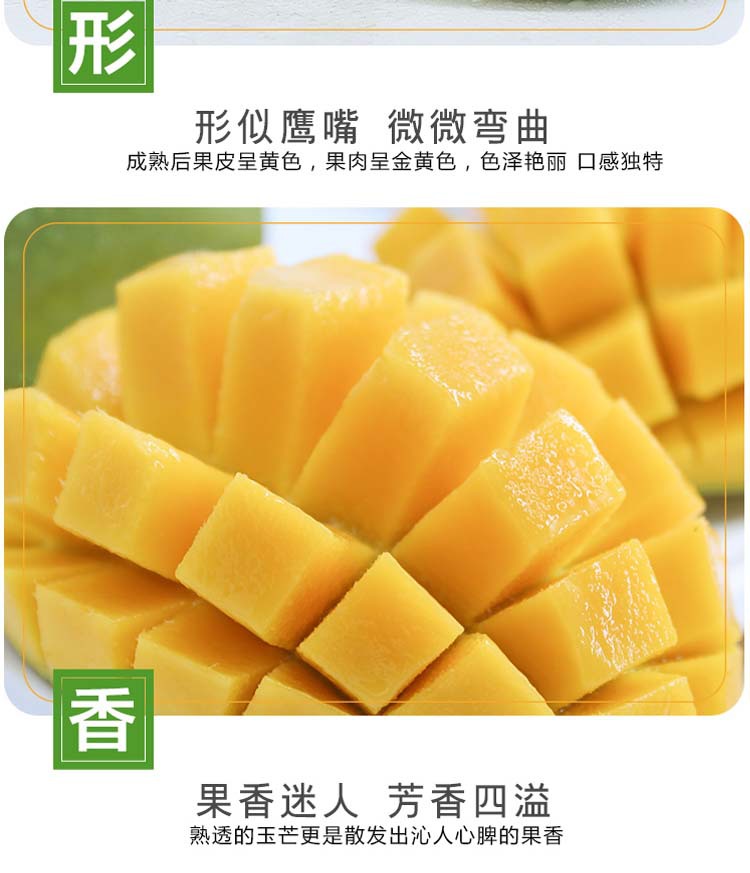 形
形似鹰嘴 微微弯曲
成熟后果皮呈黄色，果肉呈金黄色，色泽艳丽 口感独特
香
果香迷人 芳香四溢
熟透的玉芒更是散发出沁人心脾的果香